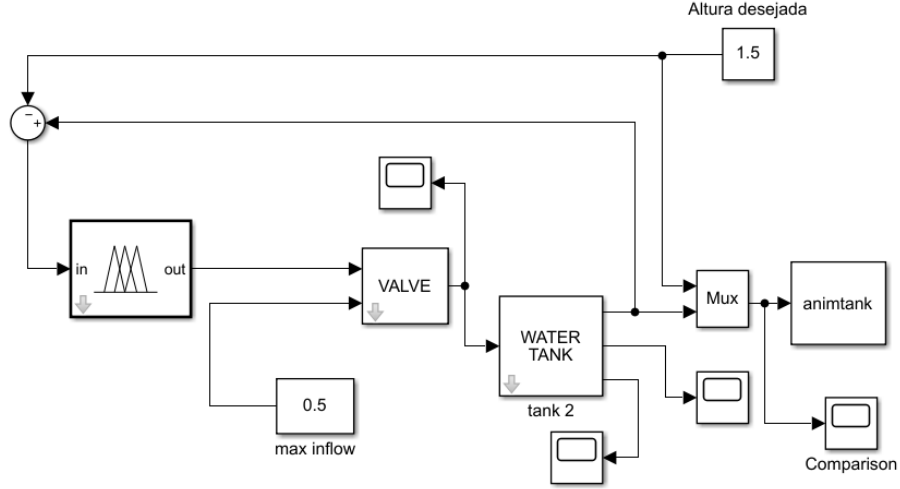 Altura desejada
1.5
−
+
in
out
VALVE
Mux
animtank
WATER
TANK
tank 2
0.5
max inflow
Comparison